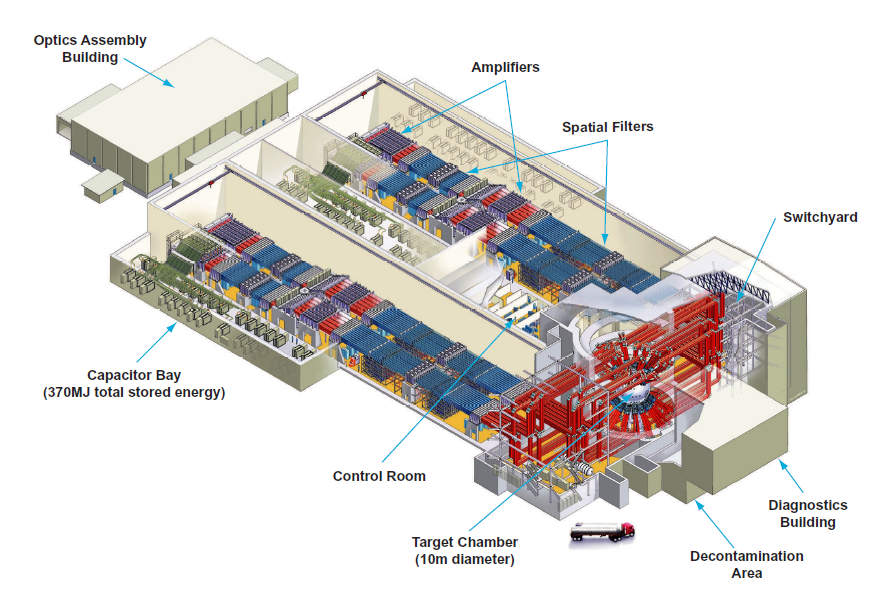 Optics Assembly
Building
Amplifiers
Spatial Filters
Switchyard
Capacitor Bay
(370MJ total stored energy)
Control Room
Target Chamber
(10m diameter)
Diagnostics
Building
Decontamination
Area